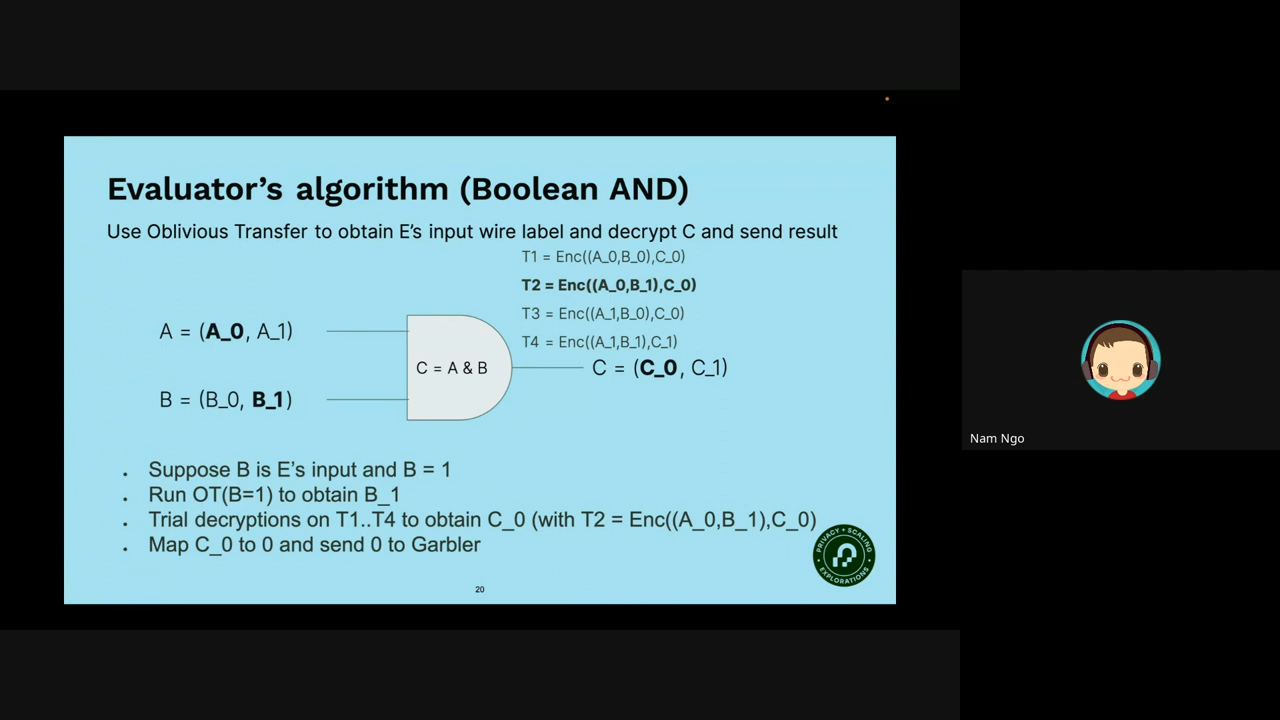 Evaluator's algorithm (Boolean AND)
Use Oblivious Transfer to obtain E's input wire label and decrypt C and send result
T1 = Enc((A_0,B_0),C_0)
T2 = Enc((A_0,B_1),C_0)
T3 = Enc((A_1,B_0),C_0)
T4 = Enc((A_1,B_1),C_1)
A = (A_0, A_1)
C = A & B
C = (C_0, C_1)
B = (B_0, B_1)
. Suppose B is E's input and B = 1
. Run OT(B=1) to obtain B_1
. Trial decryptions on T1..T4 to obtain C_0 (with T2 = Enc((A_0,B_1),C_0)
. Map C_0 to 0 and send 0 to Garbler
PRIVACY + SCALING
EXPLORATIONS
20
Nam Ngo